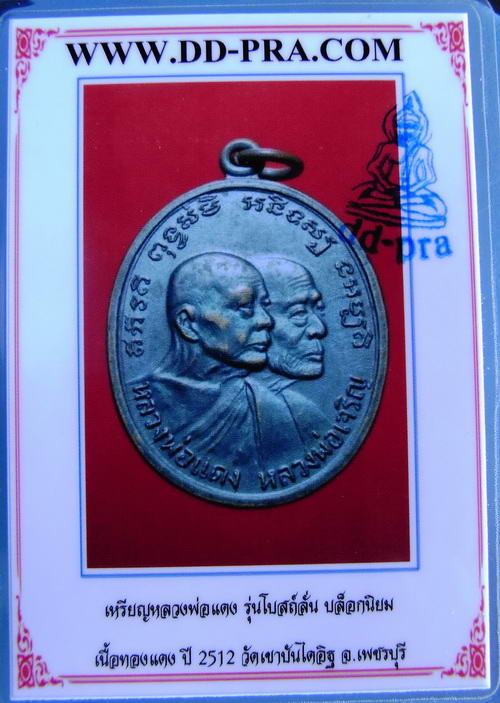 WWW.DD-PRA.COM
dd-pra
หลวงพ่อแดง หลวงพ่อเจริญ
เหรียญหลวงพ่อแดง รุ่นโบสถ์ลั่น บล็อกนิยม
เนื้อทองแดง ปี 2512 วัดเขาบันไดอิฐ จ.เพชรบุรี